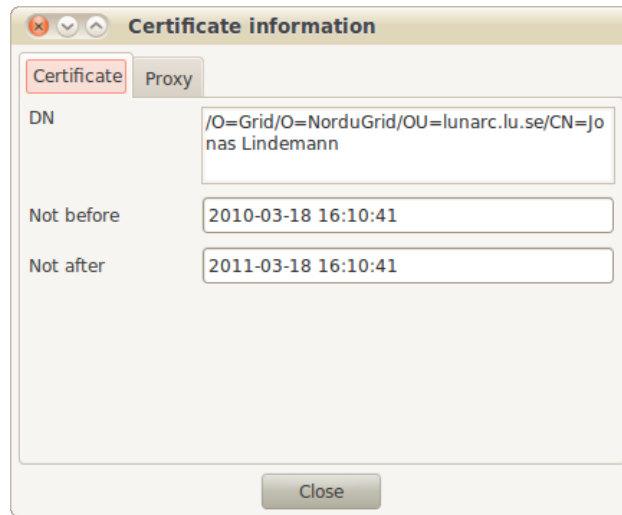 Certificate information
Certificate
Proxy
DN
/O=Grid/O=NorduGrid/OU=lunarc.lu.se/CN=Jo
nas Lindemann
Not before
2010-03-18 16:10:41
Not after
2011-03-18 16:10:41
Close